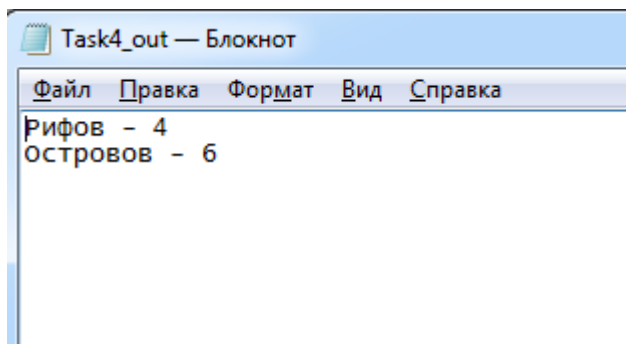 Task4_out — Блокнот
Файл Правка Формат Вид Справка
Рифов – 4
Островов – 6